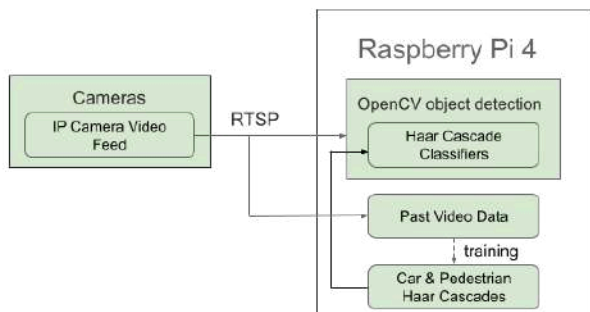 Raspberry Pi 4
Cameras
IP Camera Video
Feed
RTSP
OpenCV object detection
Haar Cascade
Classifiers
Past Video Data
training
Car & Pedestrian
Haar Cascades